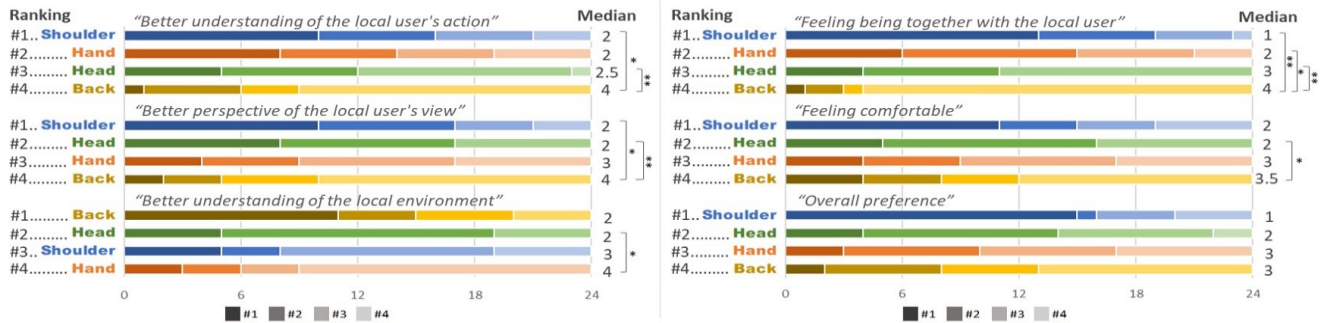 Ranking
"Better understanding of the local user's action"
Median
#1.. Shoulder 2
#2......... Hand 2
#3......... Head 2.5
#4......... Back 4
*
**
"Better perspective of the local user's view"
#1.. Shoulder 2
#2......... Head 2
#3......... Hand 3
#4......... Back 4
*
**
"Better understanding of the local environment"
#1......... Back 2
#2......... Head 2
#3... Shoulder 3
#4......... Hand 4
*
0 6 12 18 24
#1 #2 #3 #4
Ranking
"Feeling being together with the local user"
Median
#1.. Shoulder 1
#2......... Hand 2
#3......... Head 3
#4......... Back 4
**
*
**
"Feeling comfortable"
#1.. Shoulder 2
#2......... Head 2
#3......... Hand 3
#4......... Back 3.5
*
"Overall preference"
#1.. Shoulder 1
#2......... Head 2
#3......... Hand 3
#4......... Back 3
0 6 12 18 24
#1 #2 #3 #4